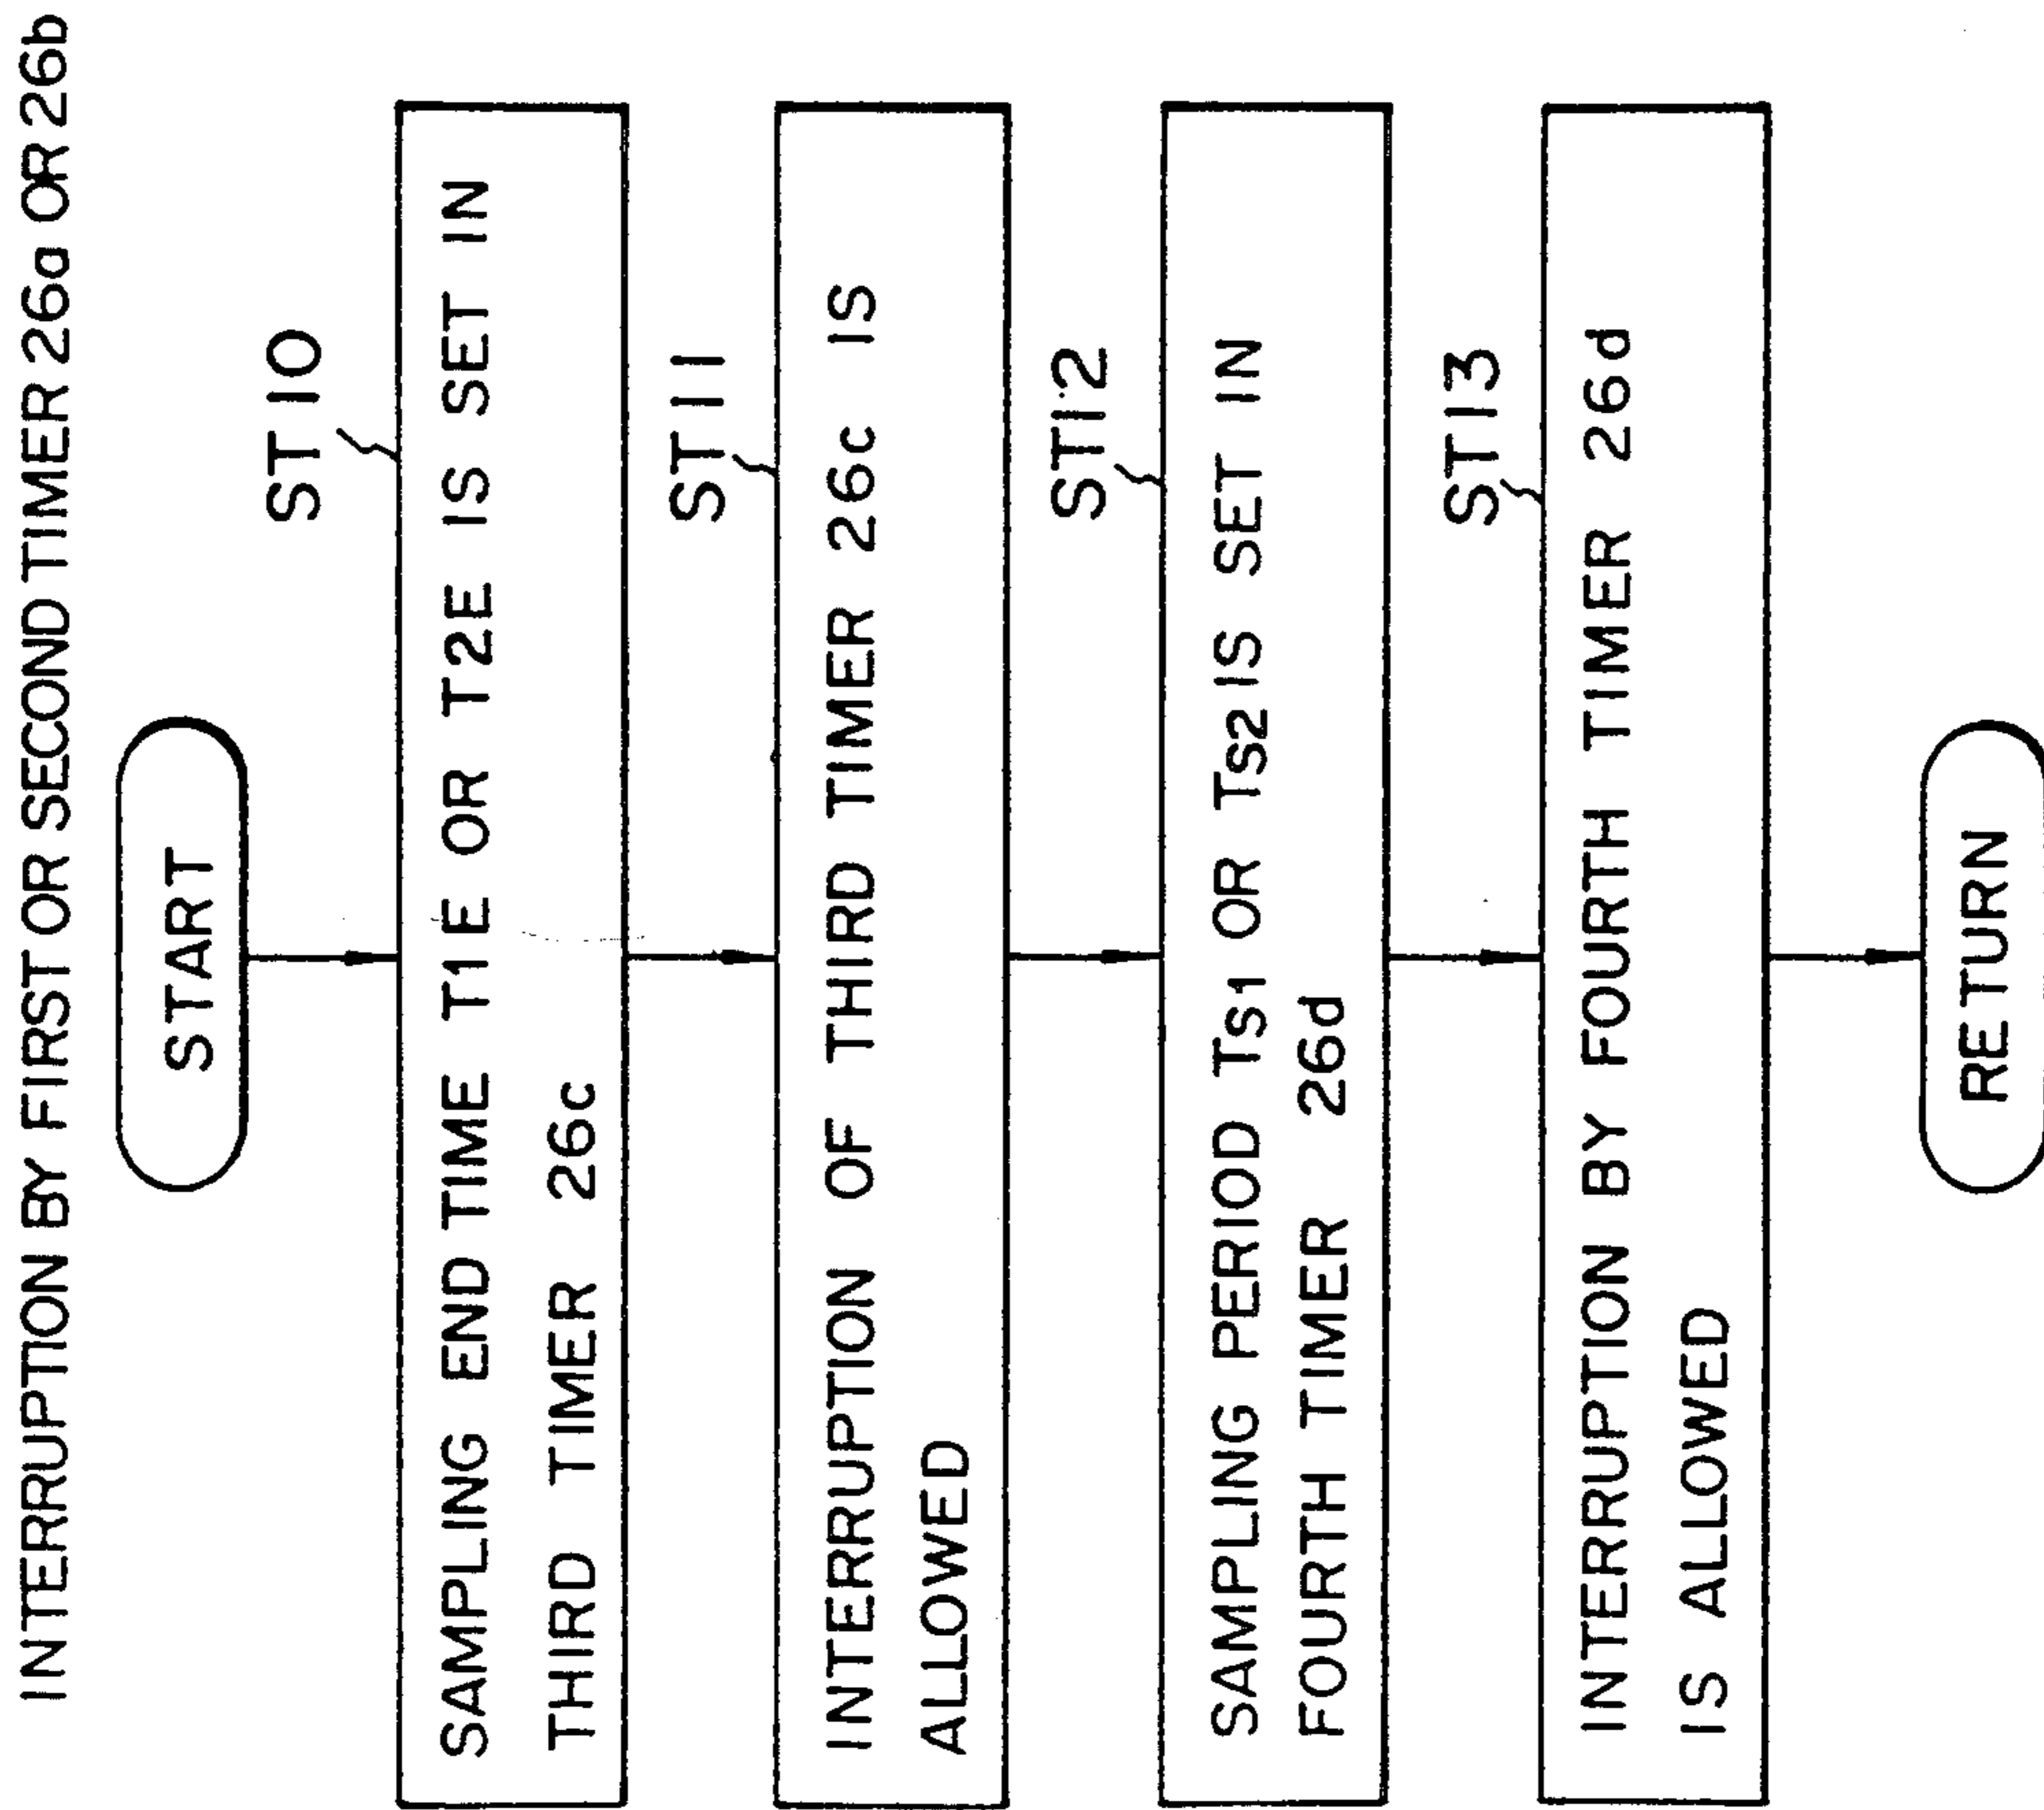 INTERRUPTION BY FIRST OR SECOND TIMER 26a OR 26b
START
ST10
SAMPLING END TIME T1E OR T2E IS SET IN
THIRD TIMER 26c
ST11
INTERRUPTION OF THIRD TIMER 26c IS
ALLOWED
ST12
SAMPLING PERIOD Ts1 OR Ts2 IS SET IN
FOURTH TIMER 26d
ST13
INTERRUPTION BY FOURTH TIMER 26d
IS ALLOWED
RETURN